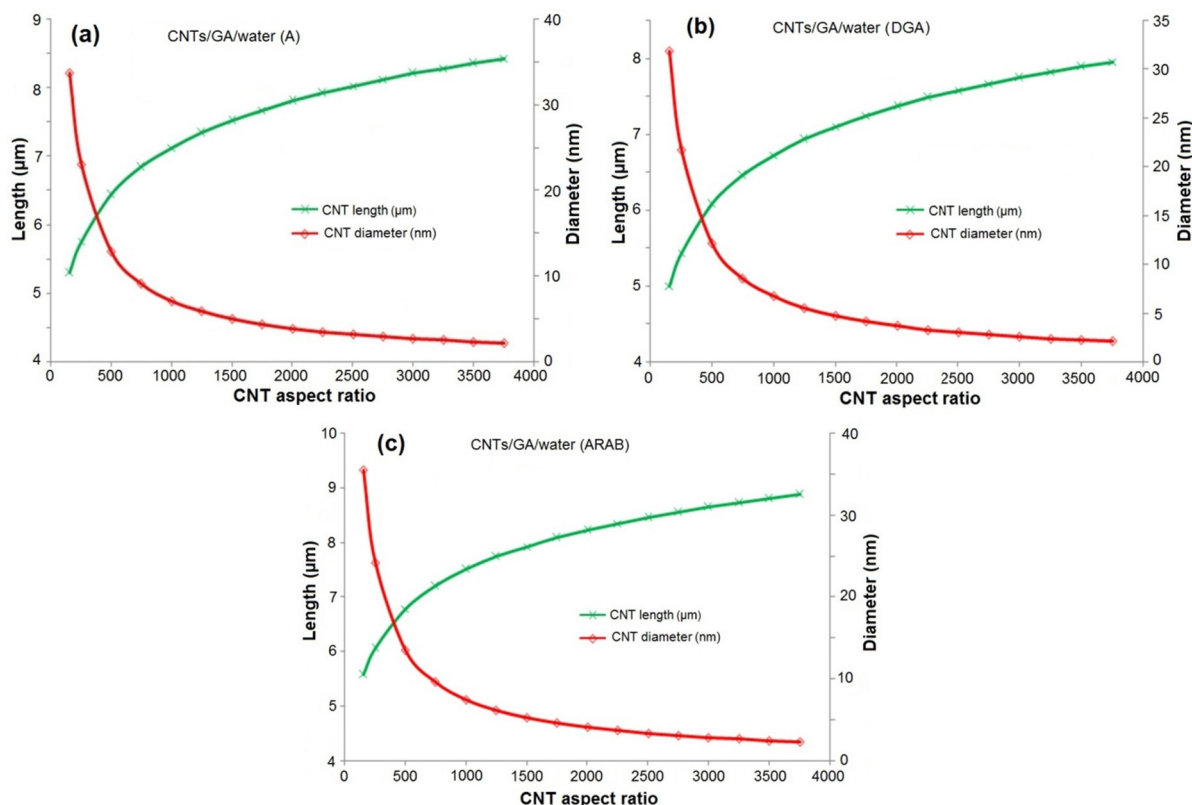 (a)
CNTs/GA/water (A)
9
8
7
6
5
4
Length (µm)
40
30
20
10
0
Diameter (nm)
CNT length (µm)
CNT diameter (nm)
0 500 1000 1500 2000 2500 3000 3500 4000
CNT aspect ratio
(b)
CNTs/GA/water (DGA)
8
7
6
5
4
Length (µm)
35
30
25
20
15
10
5
0
Diameter (nm)
CNT length (µm)
CNT diameter (nm)
0 500 1000 1500 2000 2500 3000 3500 4000
CNT aspect ratio
(c)
CNTs/GA/water (ARAB)
10
9
8
7
6
5
4
Length (µm)
40
30
20
10
0
Diameter (nm)
CNT length (µm)
CNT diameter (nm)
0 500 1000 1500 2000 2500 3000 3500 4000
CNT aspect ratio